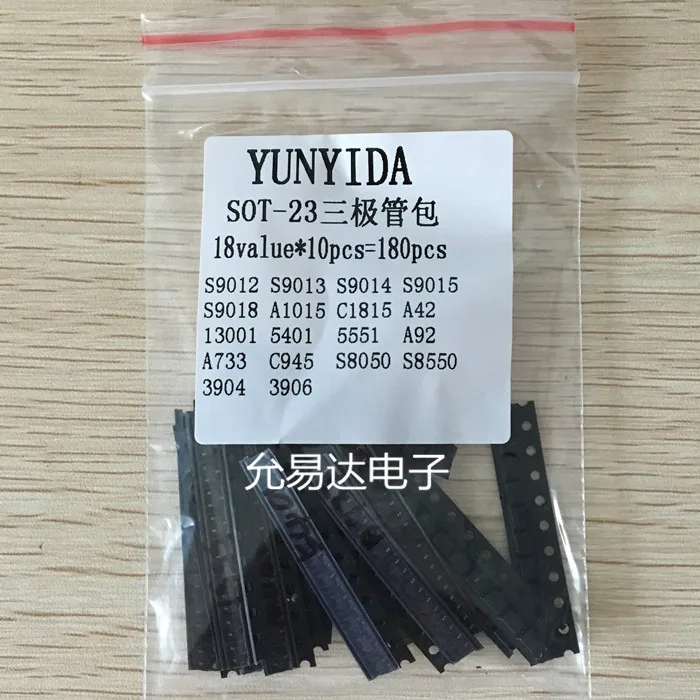 YUNYIDA
SOT-23三极管包
18value*10pcs=180pcs
S9012 S9013 S9014 S9015
S9018 A1015 C1815 A42
13001 5401 5551 A92
A733 C945 S8050 S8550
3904 3906
允易达电子